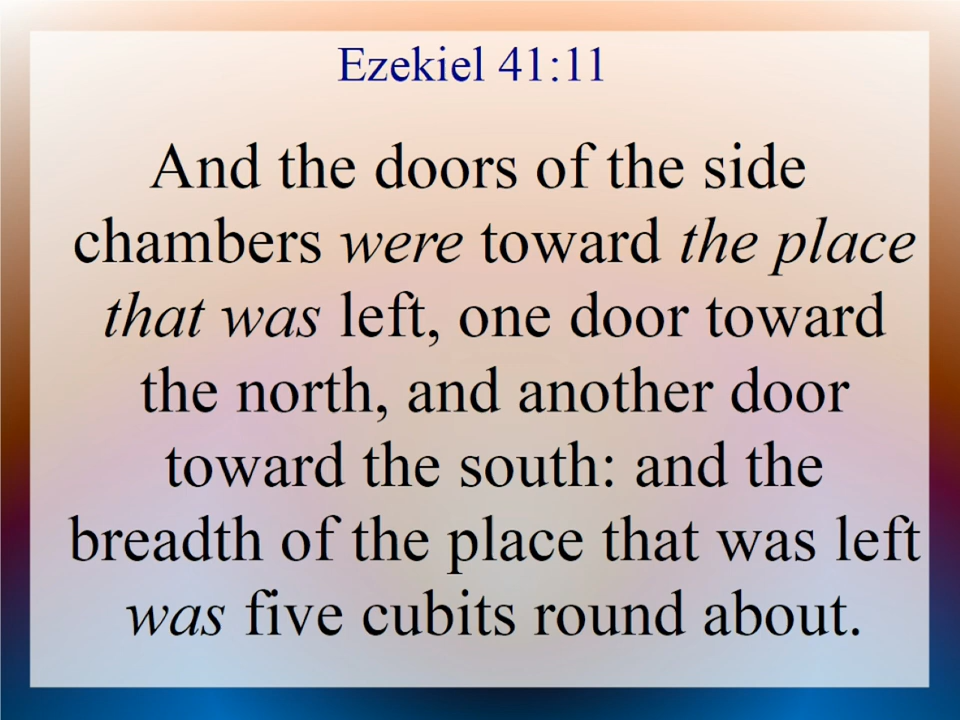 Ezekiel 41:11
And the doors of the side
chambers were toward the place
that was left, one door toward
the north, and another door
toward the south: and the
breadth of the place that was left
was five cubits round about.